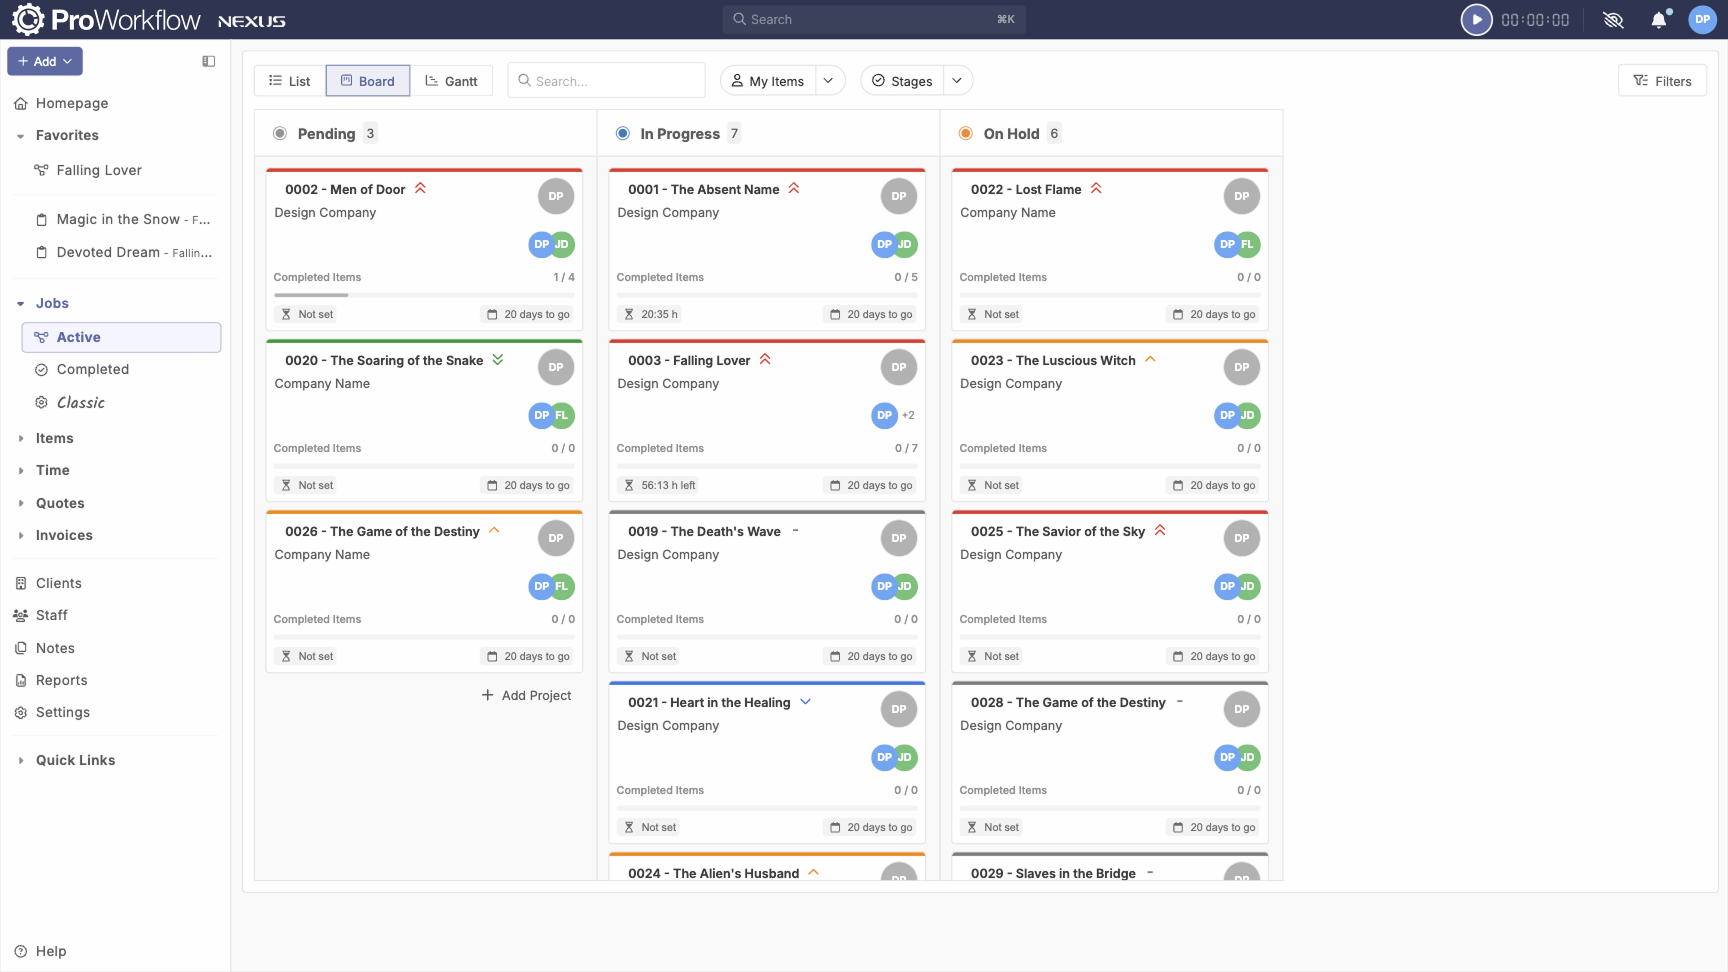 ProWorkflow NEXUS
Search
⌘K
00:00:00
DP
+ Add
Homepage
Favorites
Falling Lover
Magic in the Snow - F...
Devoted Dream - Fallin...
Jobs
Active
Completed
Classic
Items
Time
Quotes
Invoices
Clients
Staff
Notes
Reports
Settings
Quick Links
Help
List
Board
Gantt
Search...
My Items
Stages
Filters
Pending 3
0002 - Men of Door
DP
Design Company
DP JD
Completed Items 1 / 4
Not set 20 days to go
0020 - The Soaring of the Snake
DP
Company Name
DP FL
Completed Items 0 / 0
Not set 20 days to go
0026 - The Game of the Destiny
DP
Company Name
DP FL
Completed Items 0 / 0
Not set 20 days to go
+ Add Project
In Progress 7
0001 - The Absent Name
DP
Design Company
DP JD
Completed Items 0 / 5
20:35 h 20 days to go
0003 - Falling Lover
DP
Design Company
DP +2
Completed Items 0 / 7
56:13 h left 20 days to go
0019 - The Death's Wave
DP
Design Company
DP JD
Completed Items 0 / 0
Not set 20 days to go
0021 - Heart in the Healing
DP
Design Company
DP JD
Completed Items 0 / 0
Not set 20 days to go
0024 - The Alien's Husband
DP
On Hold 6
0022 - Lost Flame
DP
Company Name
DP FL
Completed Items 0 / 0
Not set 20 days to go
0023 - The Luscious Witch
DP
Design Company
DP JD
Completed Items 0 / 0
Not set 20 days to go
0025 - The Savior of the Sky
DP
Design Company
DP JD
Completed Items 0 / 0
Not set 20 days to go
0028 - The Game of the Destiny
DP
Design Company
DP JD
Completed Items 0 / 0
Not set 20 days to go
0029 - Slaves in the Bridge
DP